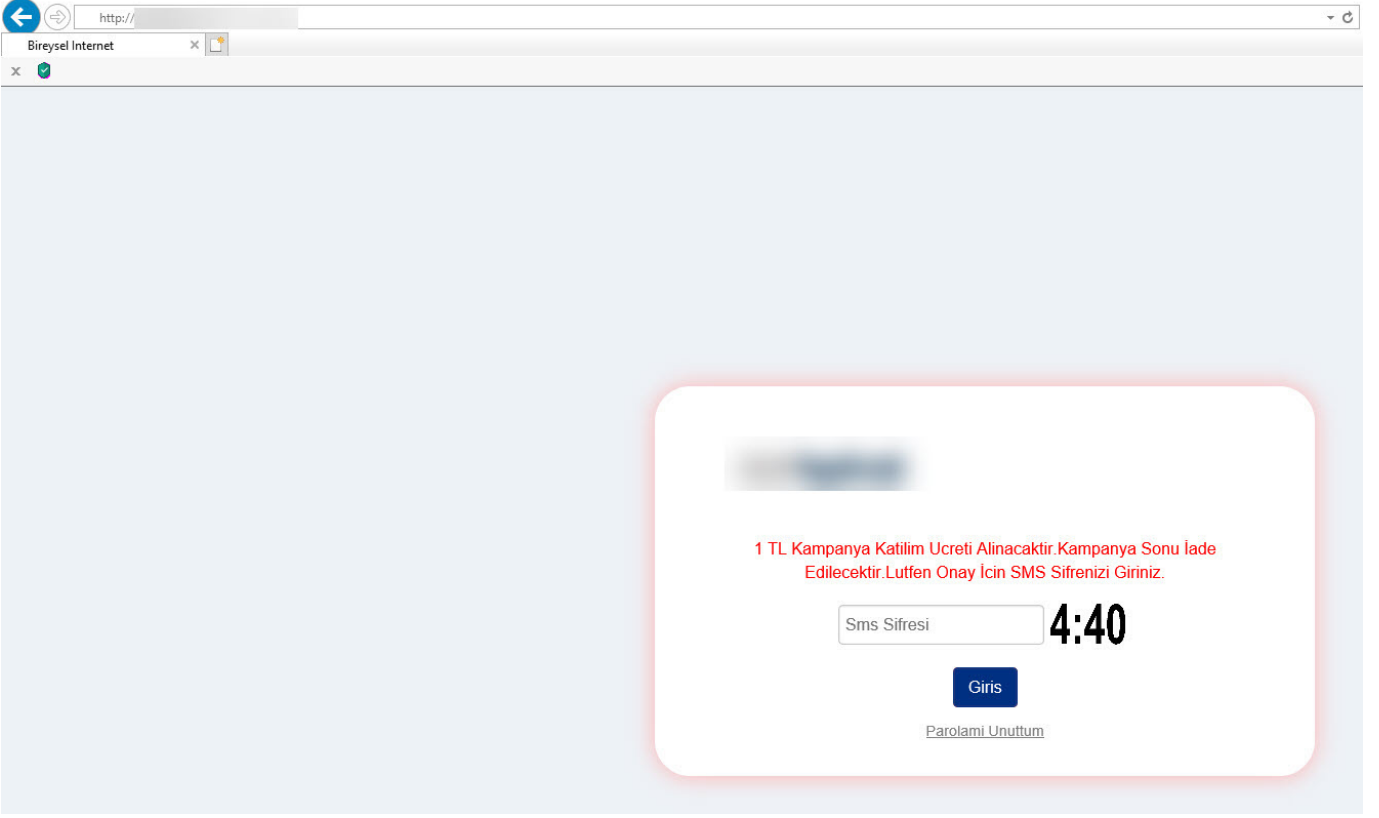 http://
Bireysel Internet
1 TL Kampanya Katilim Ucreti Alinacaktir.Kampanya Sonu İade
Edilecektir.Lutfen Onay İcin SMS Sifrenizi Giriniz.
Sms Sifresi
4:40
Giris
Parolami Unuttum